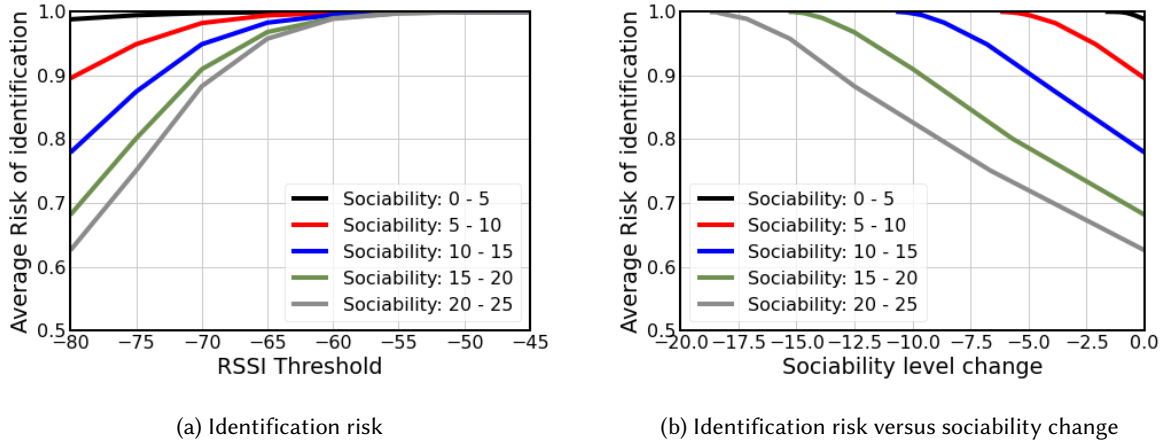 Average Risk of identification
1.0
0.9
0.8
0.7
0.6
0.5
−80 −75 −70 −65 −60 −55 −50 −45
RSSI Threshold
Sociability: 0 - 5
Sociability: 5 - 10
Sociability: 10 - 15
Sociability: 15 - 20
Sociability: 20 - 25
(a) Identification risk
Average Risk of identification
1.0
0.9
0.8
0.7
0.6
0.5
−20.0 −17.5 −15.0 −12.5 −10.0 −7.5 −5.0 −2.5 0.0
Sociability level change
Sociability: 0 - 5
Sociability: 5 - 10
Sociability: 10 - 15
Sociability: 15 - 20
Sociability: 20 - 25
(b) Identification risk versus sociability change